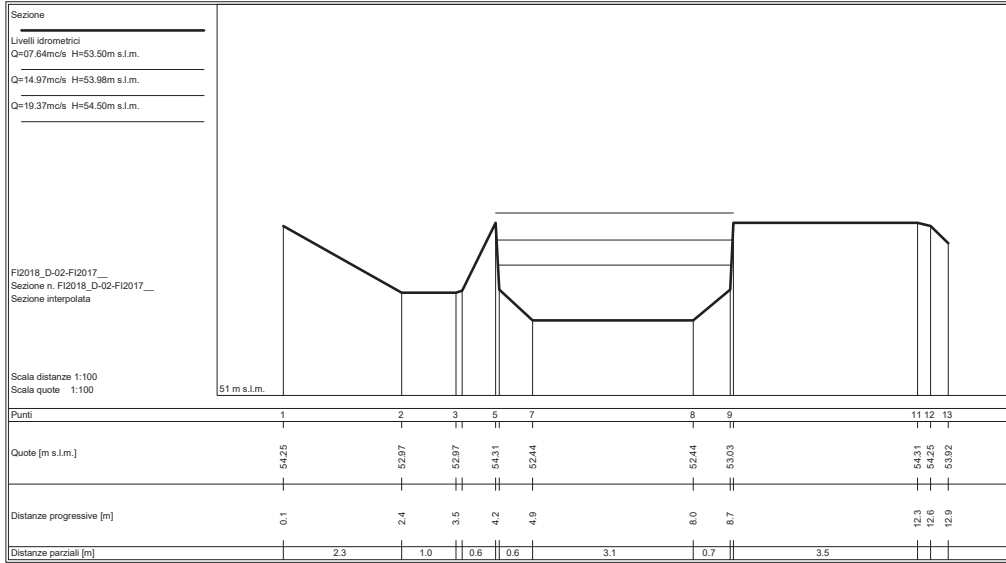 Sezione
Livelli idrometrici
Q=07.64mc/s H=53.50m s.l.m.
Q=14.97mc/s H=53.98m s.l.m.
Q=19.37mc/s H=54.50m s.l.m.
FI2018_D-02-FI2017__
Sezione n. FI2018_D-02-FI2017__
Sezione interpolata
Scala distanze 1:100
Scala quote 1:100
51 m s.l.m.
Punti 1 2 3 5 7 8 9 11 12 13
Quote [m s.l.m.] 54.25 52.97 52.97 54.31 52.44 52.44 53.03 54.31 54.25 53.92
Distanze progressive [m] 0.1 2.4 3.5 4.2 4.9 8.0 8.7 12.3 12.6 12.9
Distanze parziali [m] 2.3 1.0 0.6 0.6 3.1 0.7 3.5